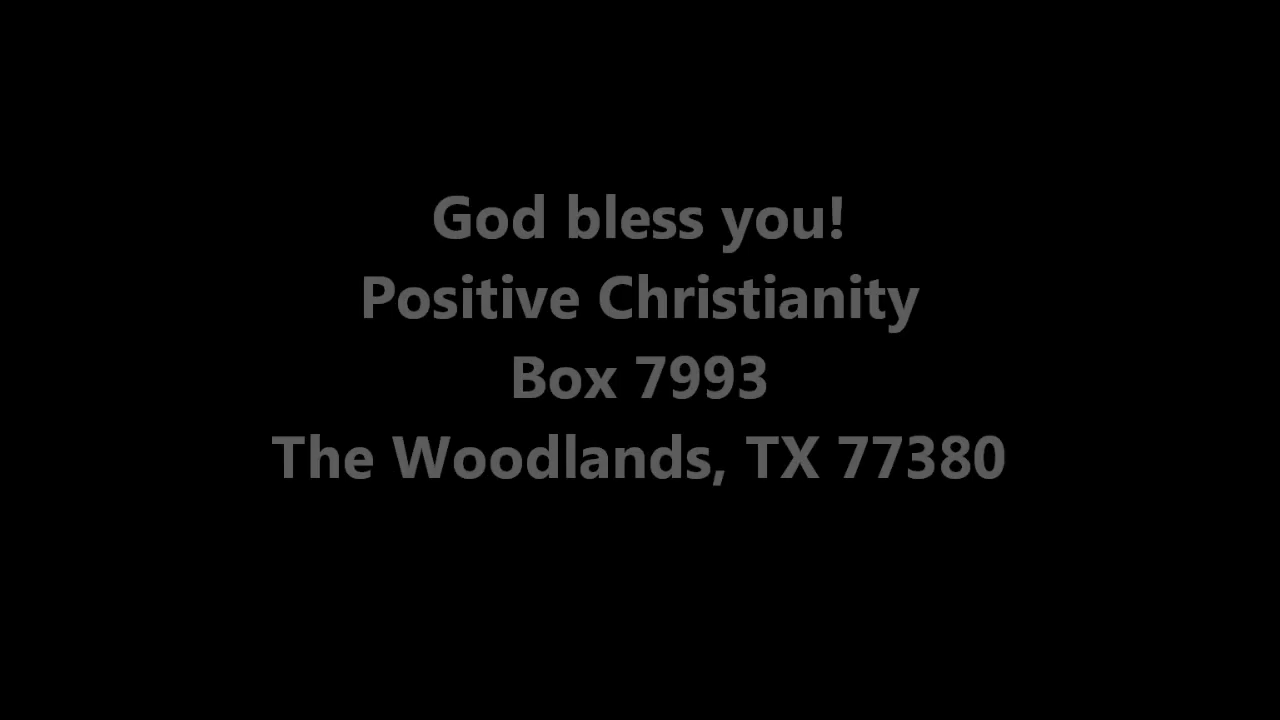 God bless you!
Positive Christianity
Box 7993
The Woodlands, TX 77380